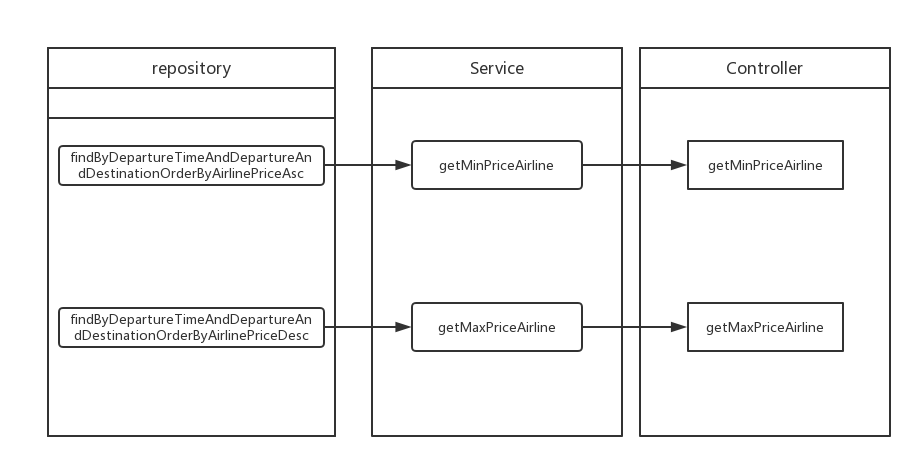 repository
Service
Controller
findByDepartureTimeAndDepartureAn
dDestinationOrderByAirlinePriceAsc
getMinPriceAirline
getMinPriceAirline
findByDepartureTimeAndDepartureAn
dDestinationOrderByAirlinePriceDesc
getMaxPriceAirline
getMaxPriceAirline